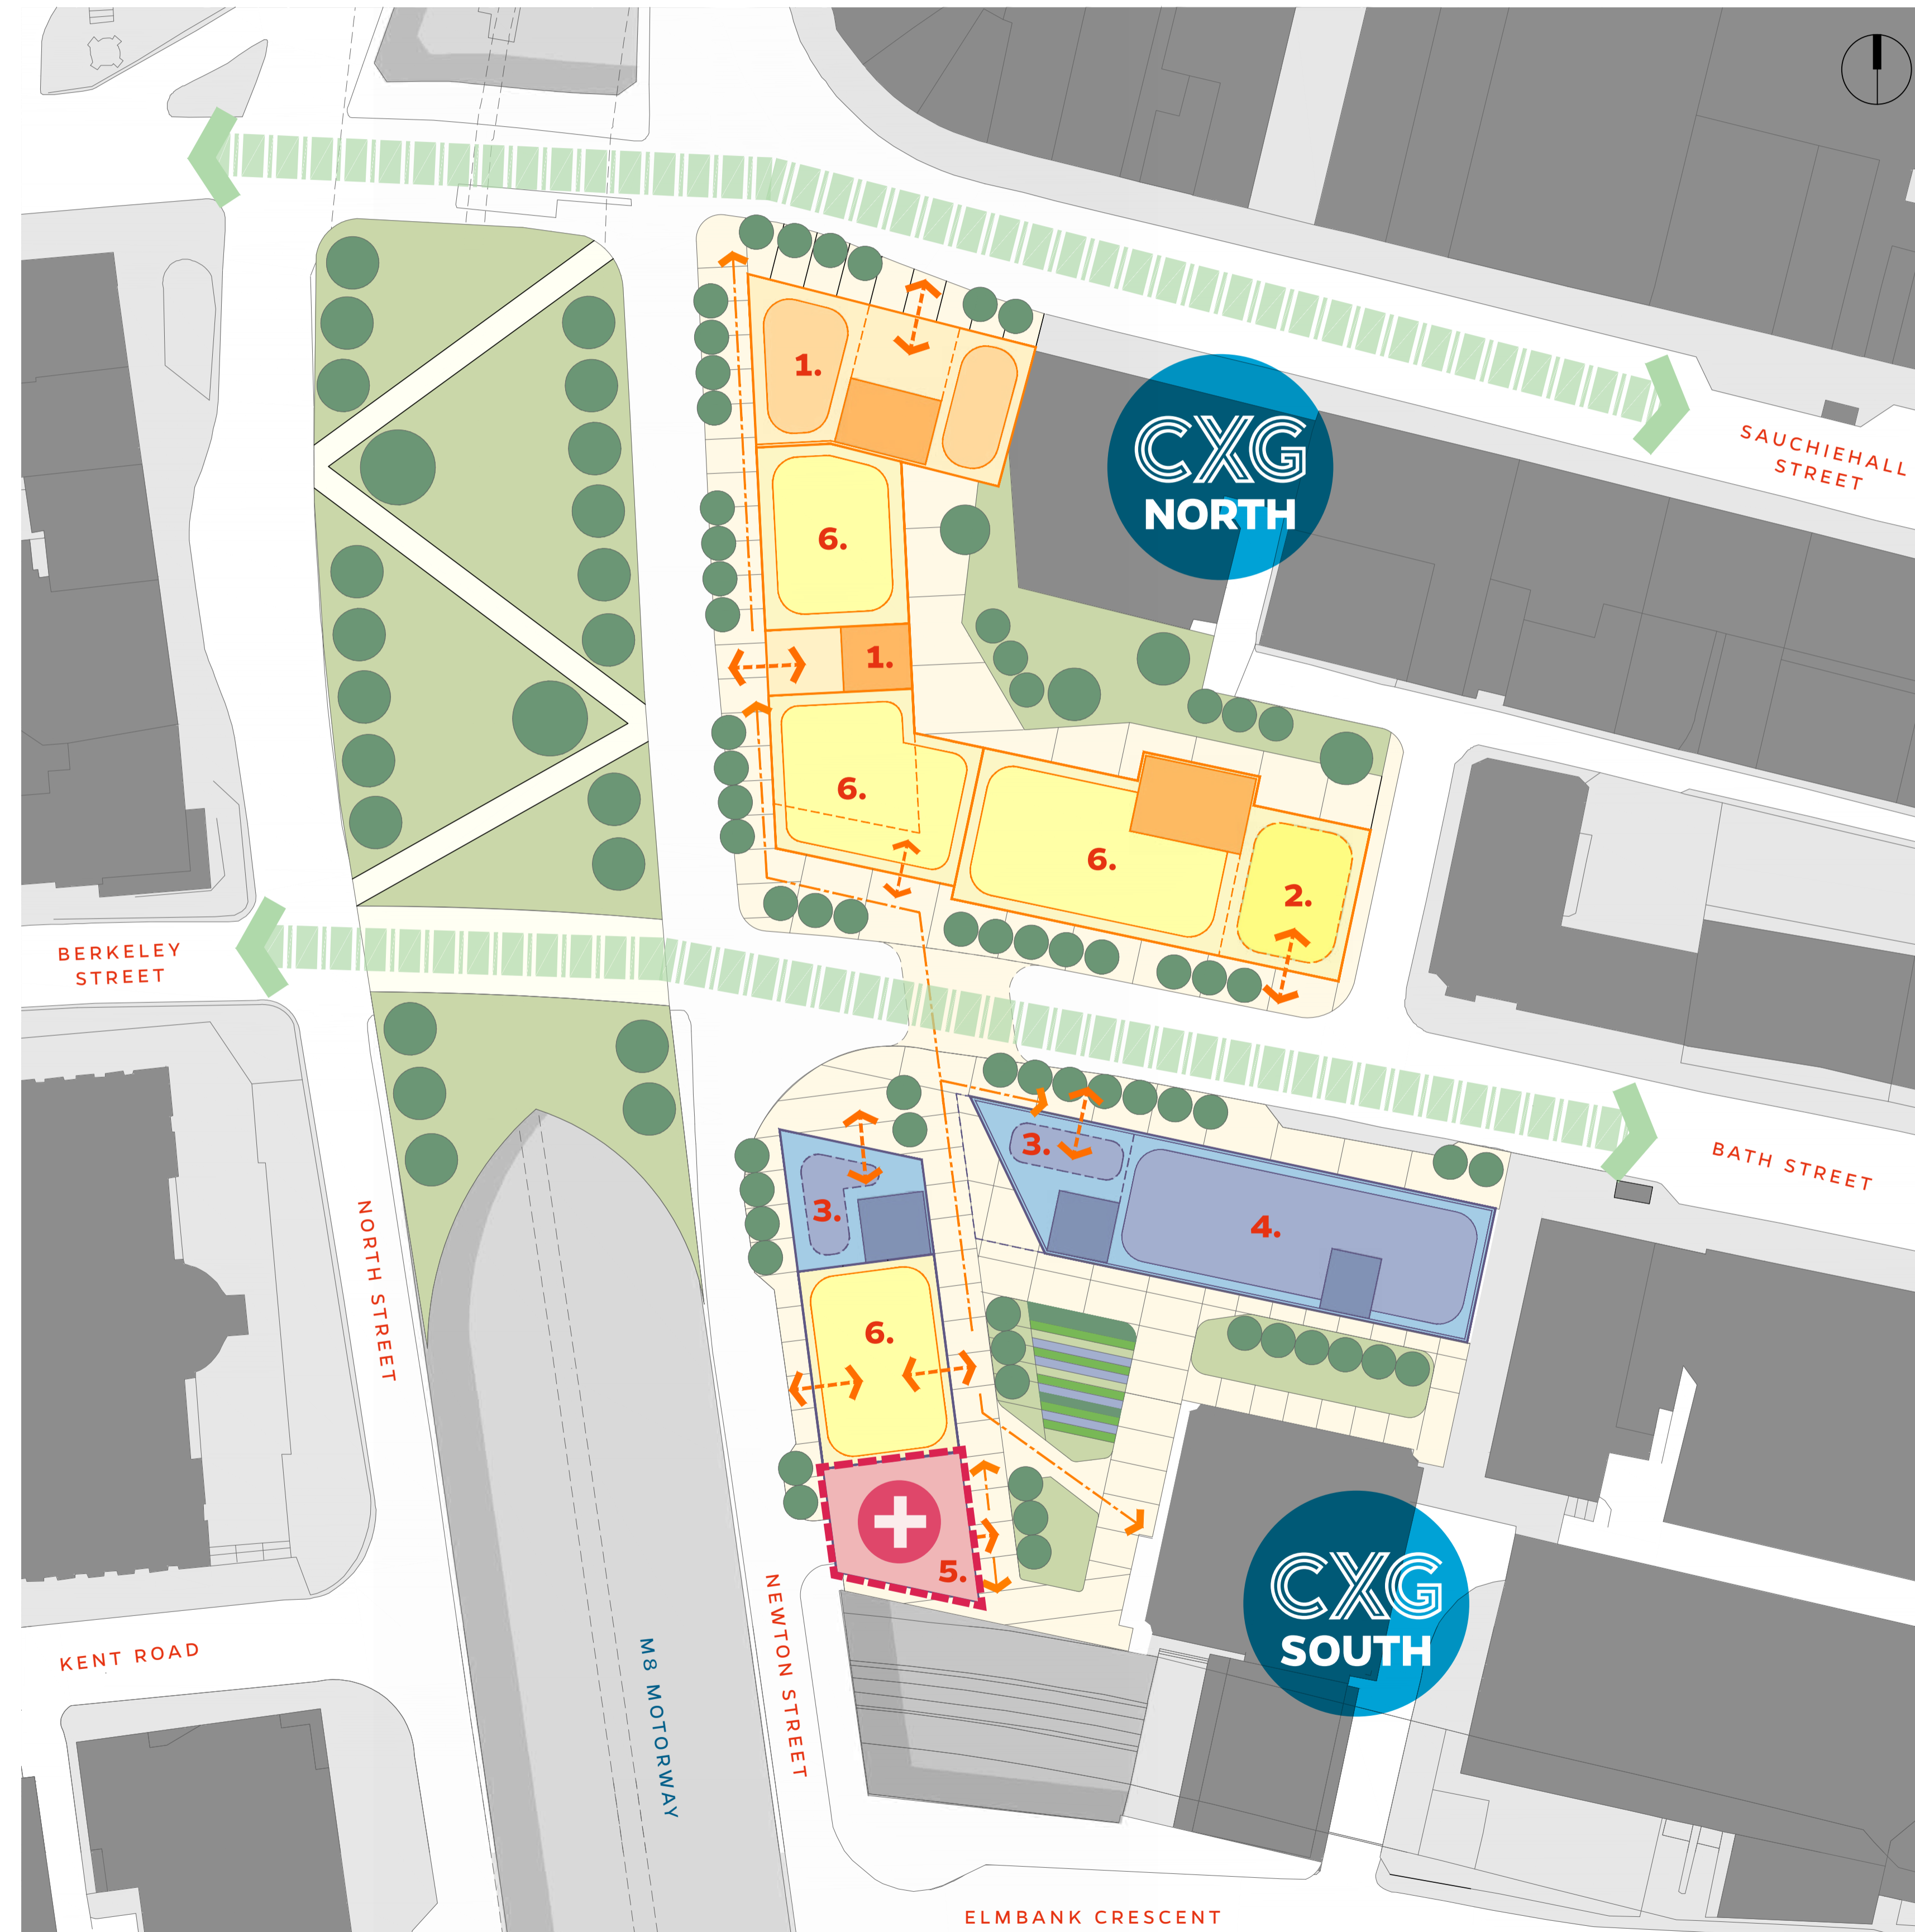 SAUCHIEHALL
STREET
CXG
NORTH
1.
6.
1.
6.
6.
2.
BERKELEY
STREET
BATH STREET
3.
3.
4.
NORTH STREET
6.
5.
CXG
SOUTH
KENT ROAD
M8 MOTORWAY
NEWTON STREET
ELMBANK CRESCENT